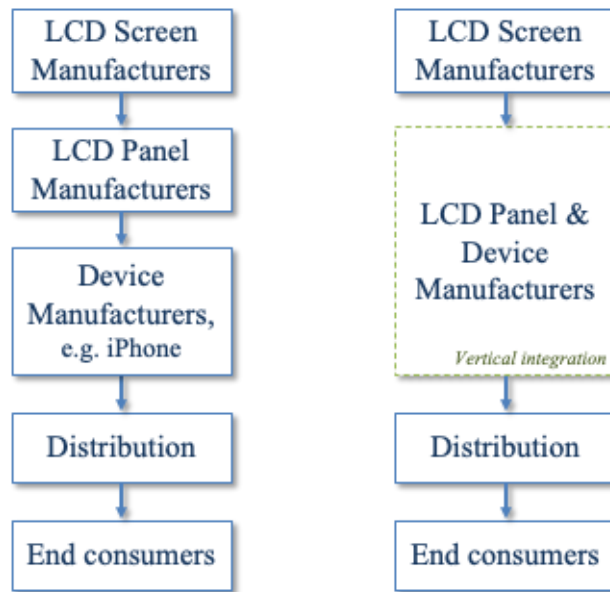 LCD Screen
Manufacturers
LCD Panel
Manufacturers
Device
Manufacturers,
e.g. iPhone
Distribution
End consumers
LCD Screen
Manufacturers
LCD Panel &
Device
Manufacturers
Vertical integration
Distribution
End consumers